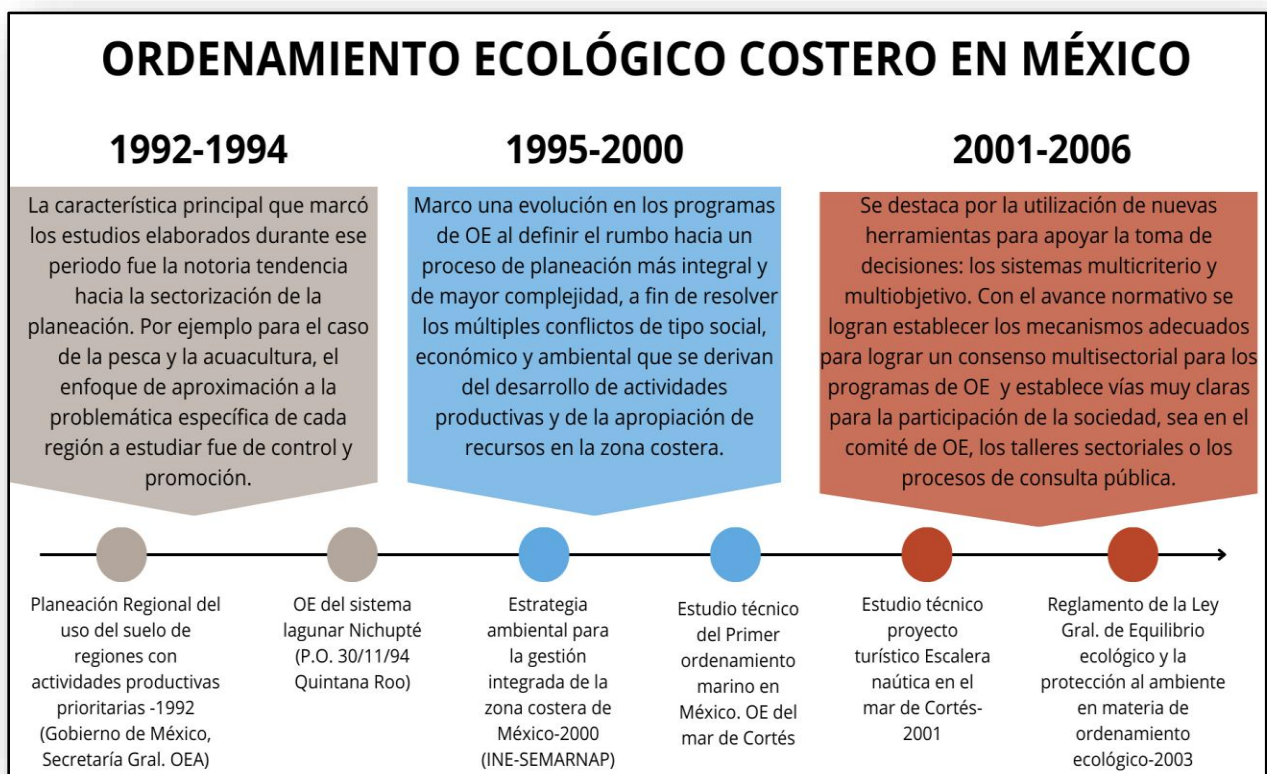 ORDENAMIENTO ECOLÓGICO COSTERO EN MÉXICO
1992-1994
La característica principal que marcó
los estudios elaborados durante ese
periodo fue la notoria tendencia
hacia la sectorización de la
planeación. Por ejemplo para el caso
de la pesca y la acuacultura, el
enfoque de aproximación a la
problemática específica de cada
región a estudiar fue de control y
promoción.
1995-2000
Marco una evolución en los programas
de OE al definir el rumbo hacia un
proceso de planeación más integral y
de mayor complejidad, a fin de resolver
los múltiples conflictos de tipo social,
económico y ambiental que se derivan
del desarrollo de actividades
productivas y de la apropiación de
recursos en la zona costera.
2001-2006
Se destaca por la utilización de nuevas
herramientas para apoyar la toma de
decisiones: los sistemas multicriterio y
multiobjetivo. Con el avance normativo se
logran establecer los mecanismos adecuados
para lograr un consenso multisectorial para los
programas de OE y establece vías muy claras
para la participación de la sociedad, sea en el
comité de OE, los talleres sectoriales o los
procesos de consulta pública.
Planeación Regional del
uso del suelo de
regiones con
actividades productivas
prioritarias -1992
(Gobierno de México,
Secretaría Gral. OEA)
OE del sistema
lagunar Nichupté
(P.O. 30/11/94
Quintana Roo)
Estrategia
ambiental para
la gestión
integrada de la
zona costera de
México-2000
(INE-SEMARNAP)
Estudio técnico
del Primer
ordenamiento
marino en
México. OE del
mar de Cortés
Estudio técnico
proyecto
turístico Escalera
naútica en el
mar de Cortés-
2001
Reglamento de la Ley
Gral. de Equilibrio
ecológico y la
protección al ambiente
en materia de
ordenamiento
ecológico-2003